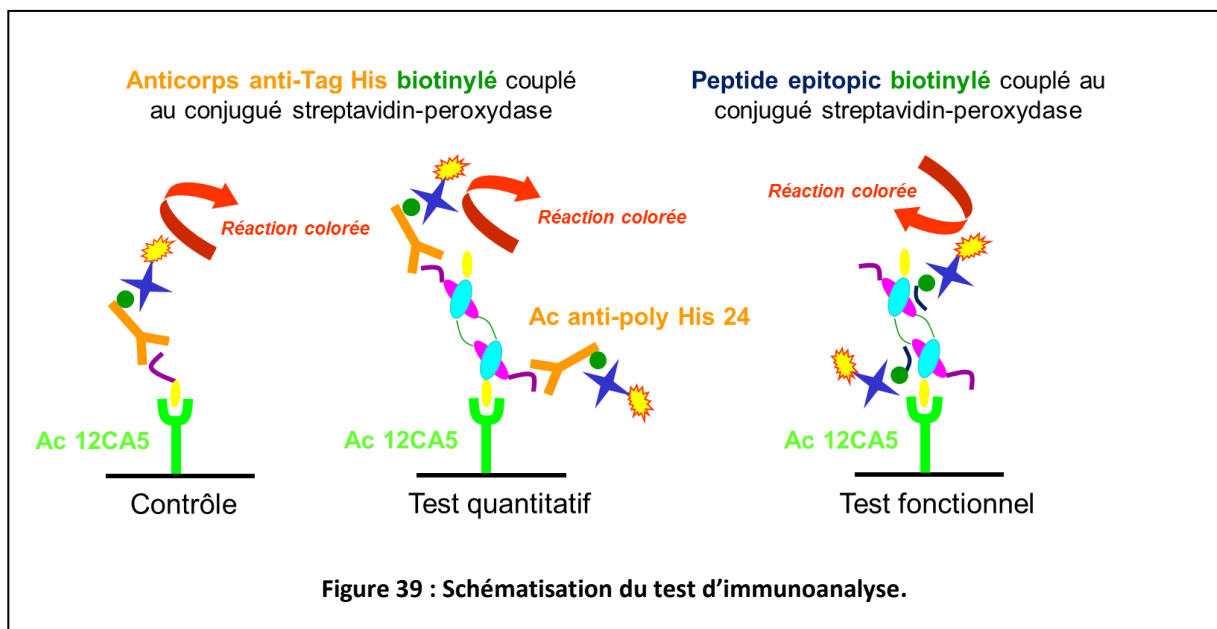 Anticorps anti-Tag His biotinylé couplé
au conjugué streptavidin-peroxydase
Peptide epitopic biotinylé couplé au
conjugué streptavidin-peroxydase
Réaction colorée
Réaction colorée
Réaction colorée
Ac anti-poly His 24
Ac 12CA5
Ac 12CA5
Ac 12CA5
Contrôle
Test quantitatif
Test fonctionnel
Figure 39 : Schématisation du test d’immunoanalyse.